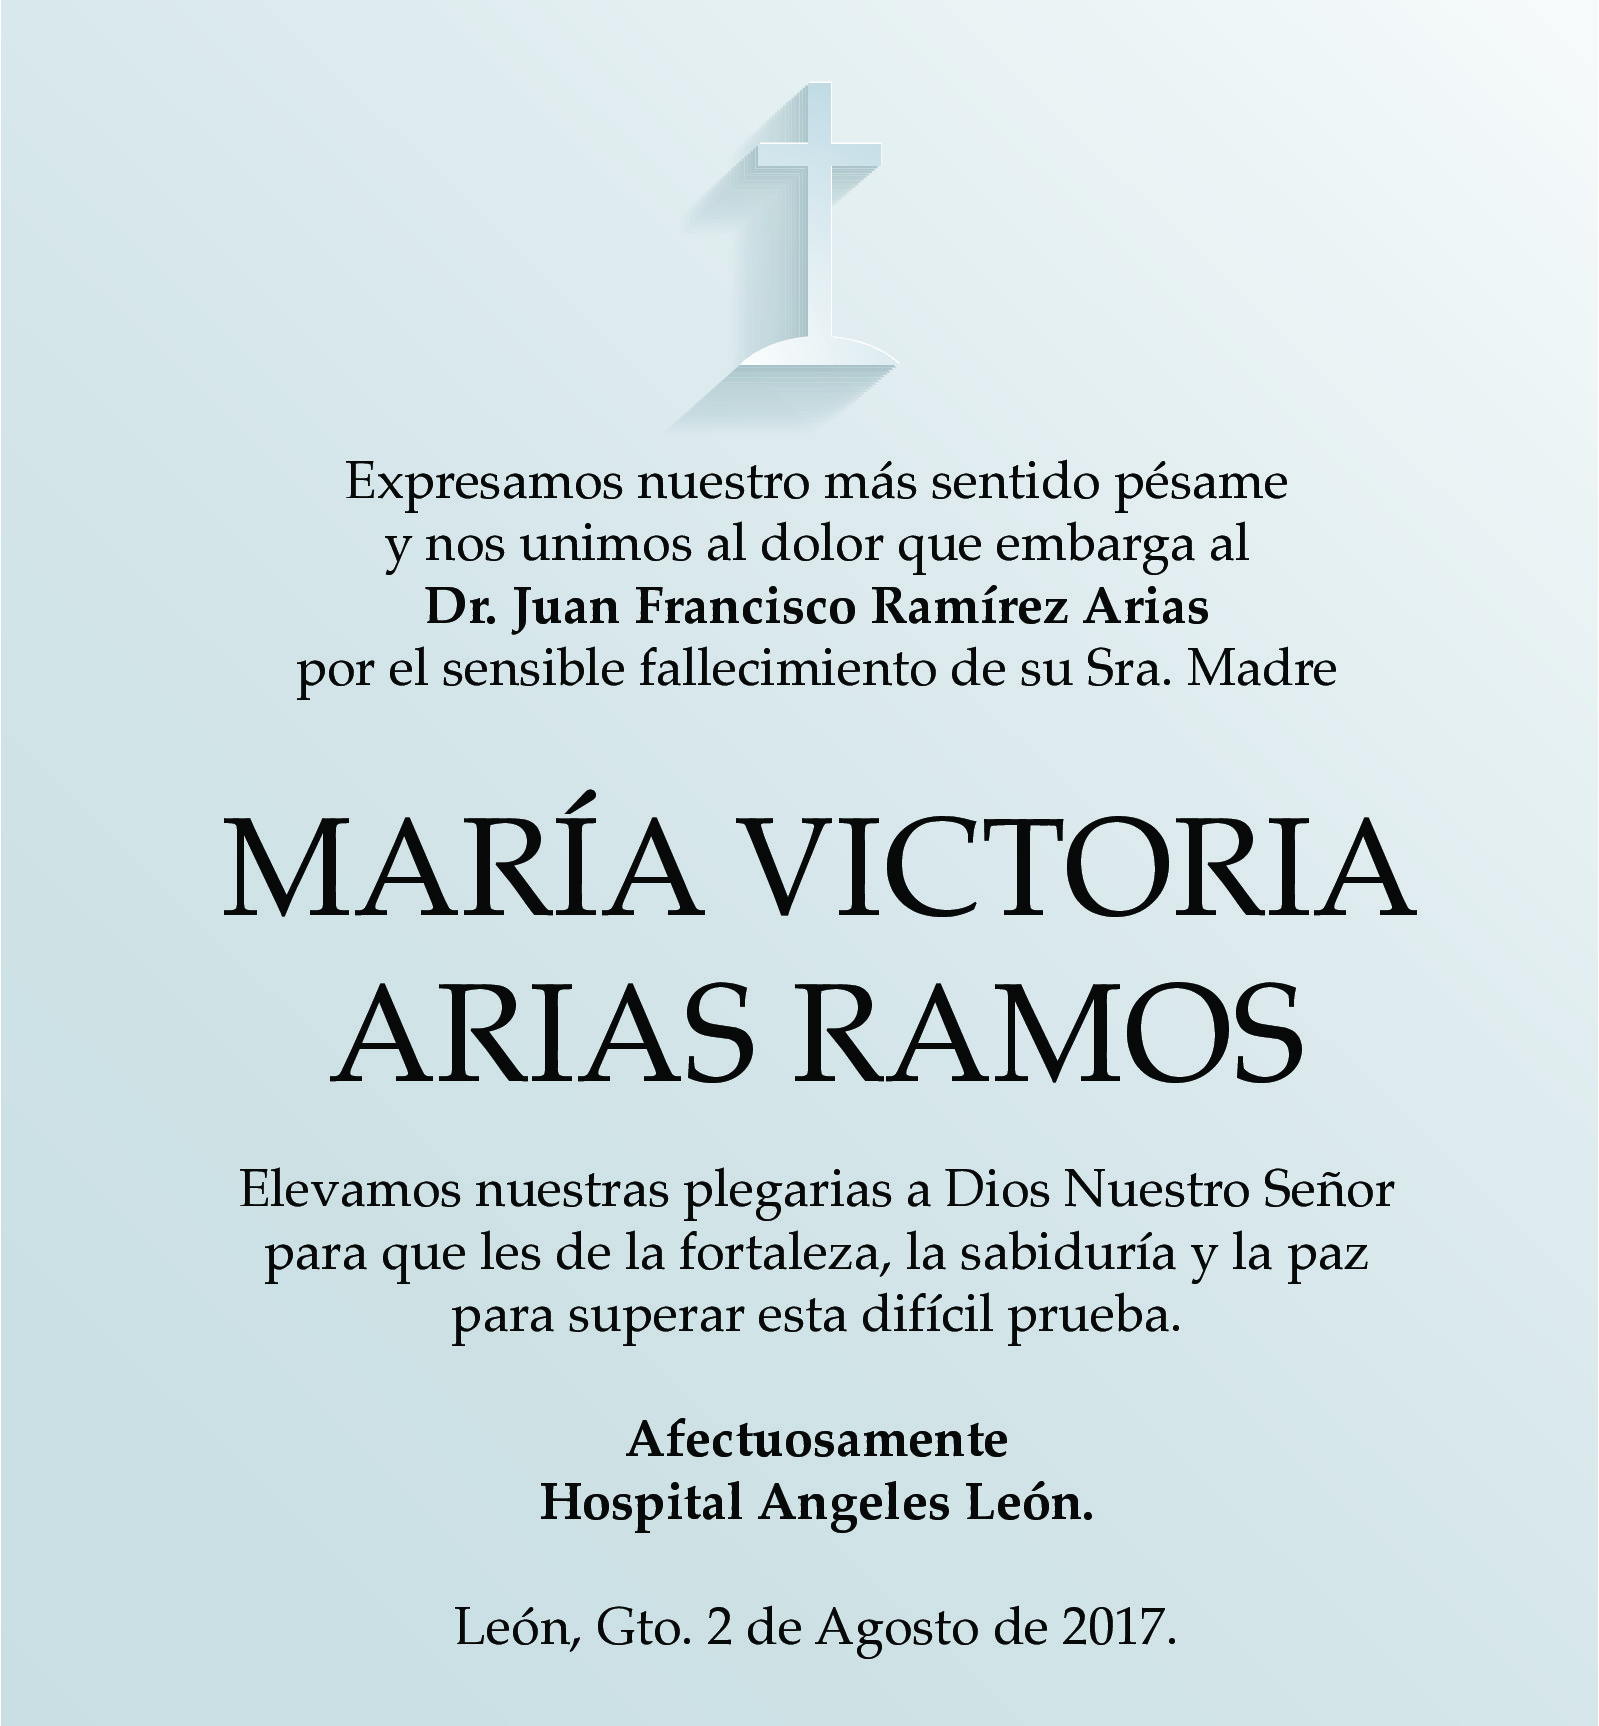 Expresamos nuestro más sentido pésame
y nos unimos al dolor que embarga al
Dr. Juan Francisco Ramírez Arias
por el sensible fallecimiento de su Sra. Madre
MARÍA VICTORIA
ARIAS RAMOS
Elevamos nuestras plegarias a Dios Nuestro Señor
para que les de la fortaleza, la sabiduría y la paz
para superar esta difícil prueba.
Afectuosamente
Hospital Angeles León.
León, Gto. 2 de Agosto de 2017.